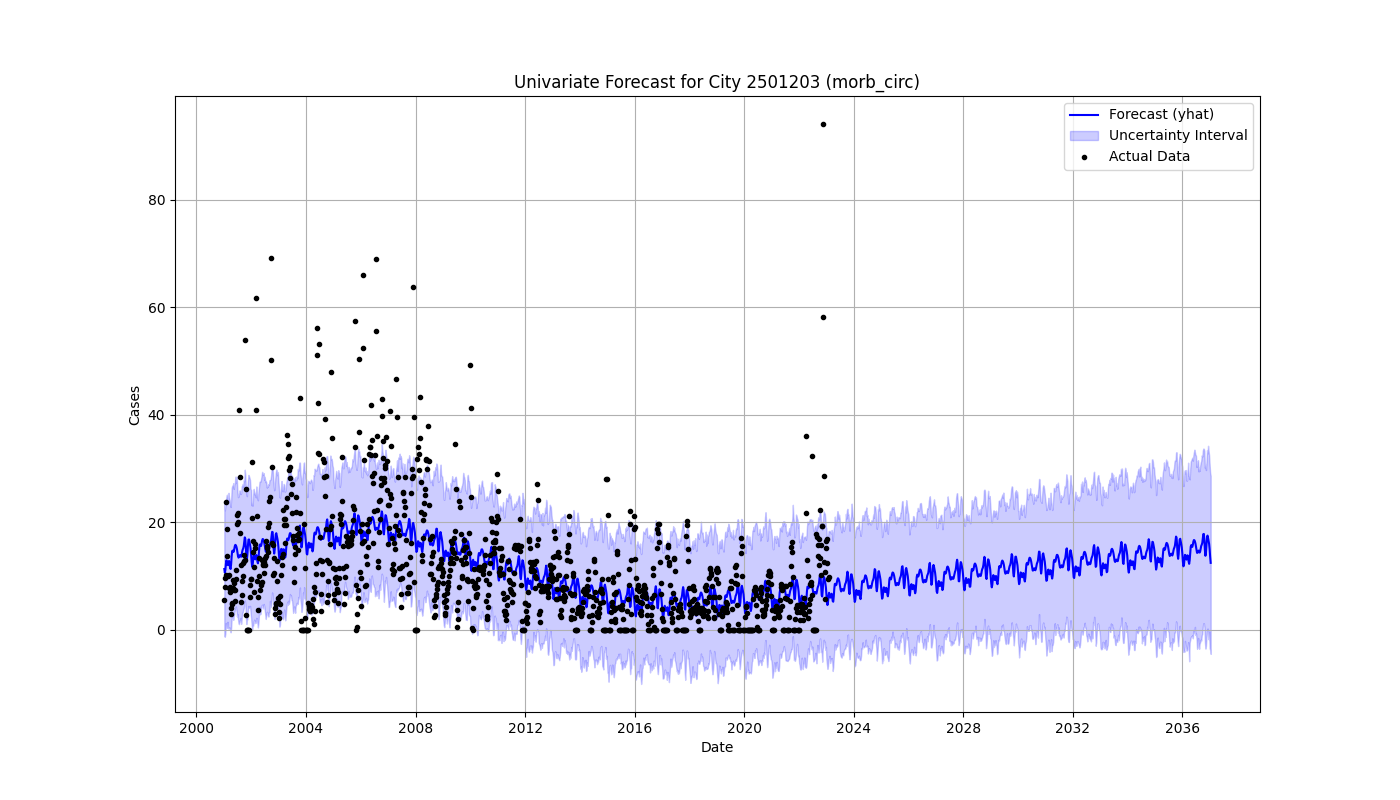 Univariate Forecast for City 2501203 (morb_circ)
Forecast (yhat)
Uncertainty Interval
Actual Data
Cases
80
60
40
20
0
2000 2004 2008 2012 2016 2020 2024 2028 2032 2036
Date